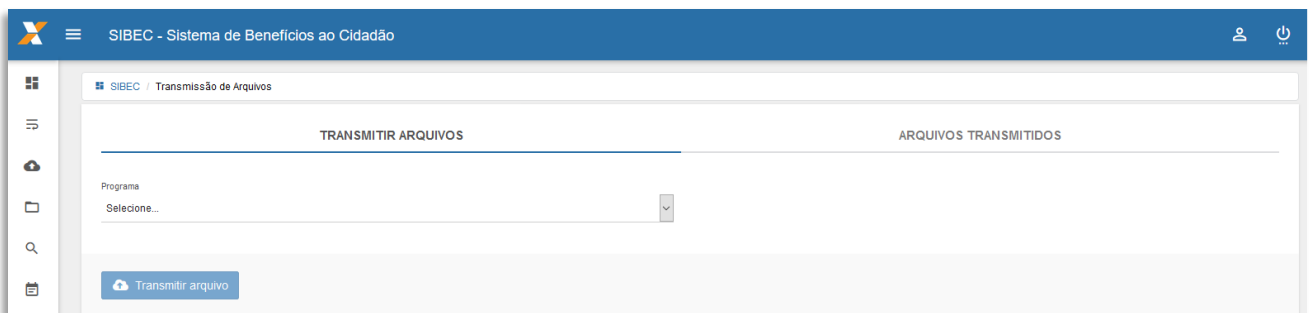 SIBEC - Sistema de Benefícios ao Cidadão
SIBEC / Transmissão de Arquivos
TRANSMITIR ARQUIVOS
ARQUIVOS TRANSMITIDOS
Programa
Selecione...
Transmitir arquivo